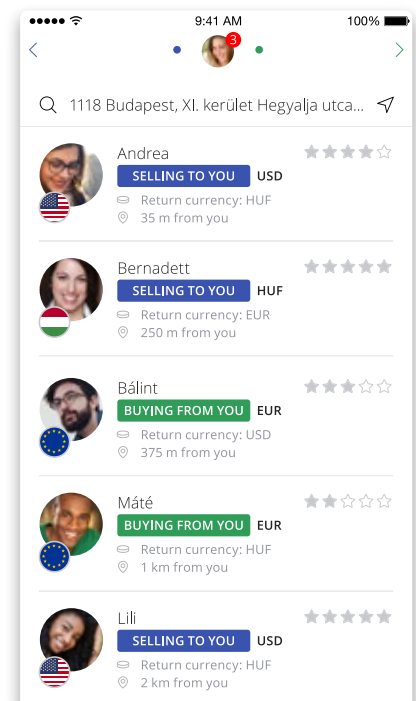 9:41 AM
100%
3
1118 Budapest, XI. kerület Hegyalja utca...
Andrea
SELLING TO YOU USD
Return currency: HUF
35 m from you
Bernadett
SELLING TO YOU HUF
Return currency: EUR
250 m from you
Bálint
BUYING FROM YOU EUR
Return currency: USD
375 m from you
Máté
BUYING FROM YOU EUR
Return currency: HUF
1 km from you
Lili
SELLING TO YOU USD
Return currency: HUF
2 km from you